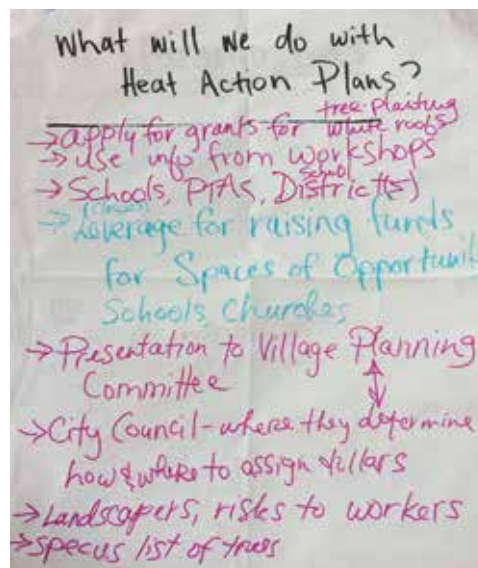 What will we do with
Heat Action Plans?
tree planting
→ apply for grants for white roofs
→ use info from workshops
→ Schools, PTAs, School District(s)
→ Leverage for raising funds
for Spaces of Opportunit
Schools, Churches
→ Presentation to Village Planning
Committee
→ City Council - where they determine
how & where to assign dollars
→ Landscapers, risks to workers
→ species list of trees